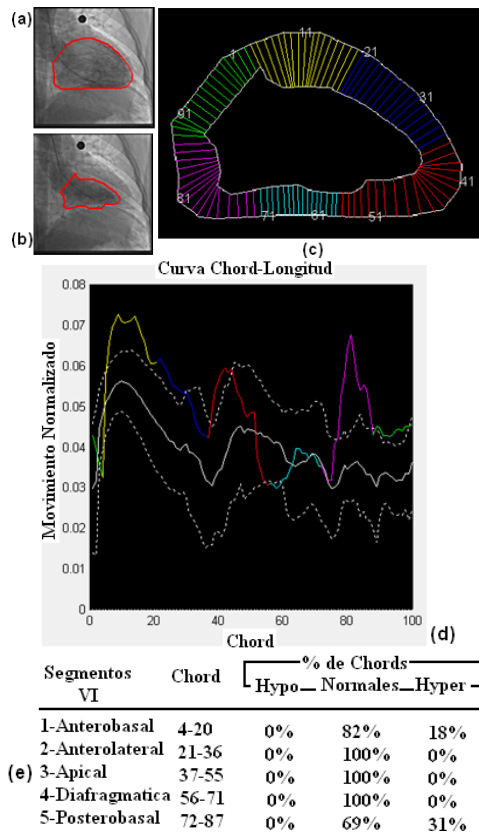 (a)
(b)
1
11
21
31
41
51
61
71
81
91
(c)
Curva Chord-Longitud
Movimiento Normalizado
0.08
0.07
0.06
0.05
0.04
0.03
0.02
0.01
0
0 20 40 60 80 100
Chord
(d)
Segmentos VI Chord % de Chords
Hypo Normales Hyper
1-Anterobasal 4-20 0% 82% 18%
2-Anterolateral 21-36 0% 100% 0%
3-Apical 37-55 0% 100% 0%
4-Diafragmatica 56-71 0% 100% 0%
5-Posterobasal 72-87 0% 69% 31%
(e)